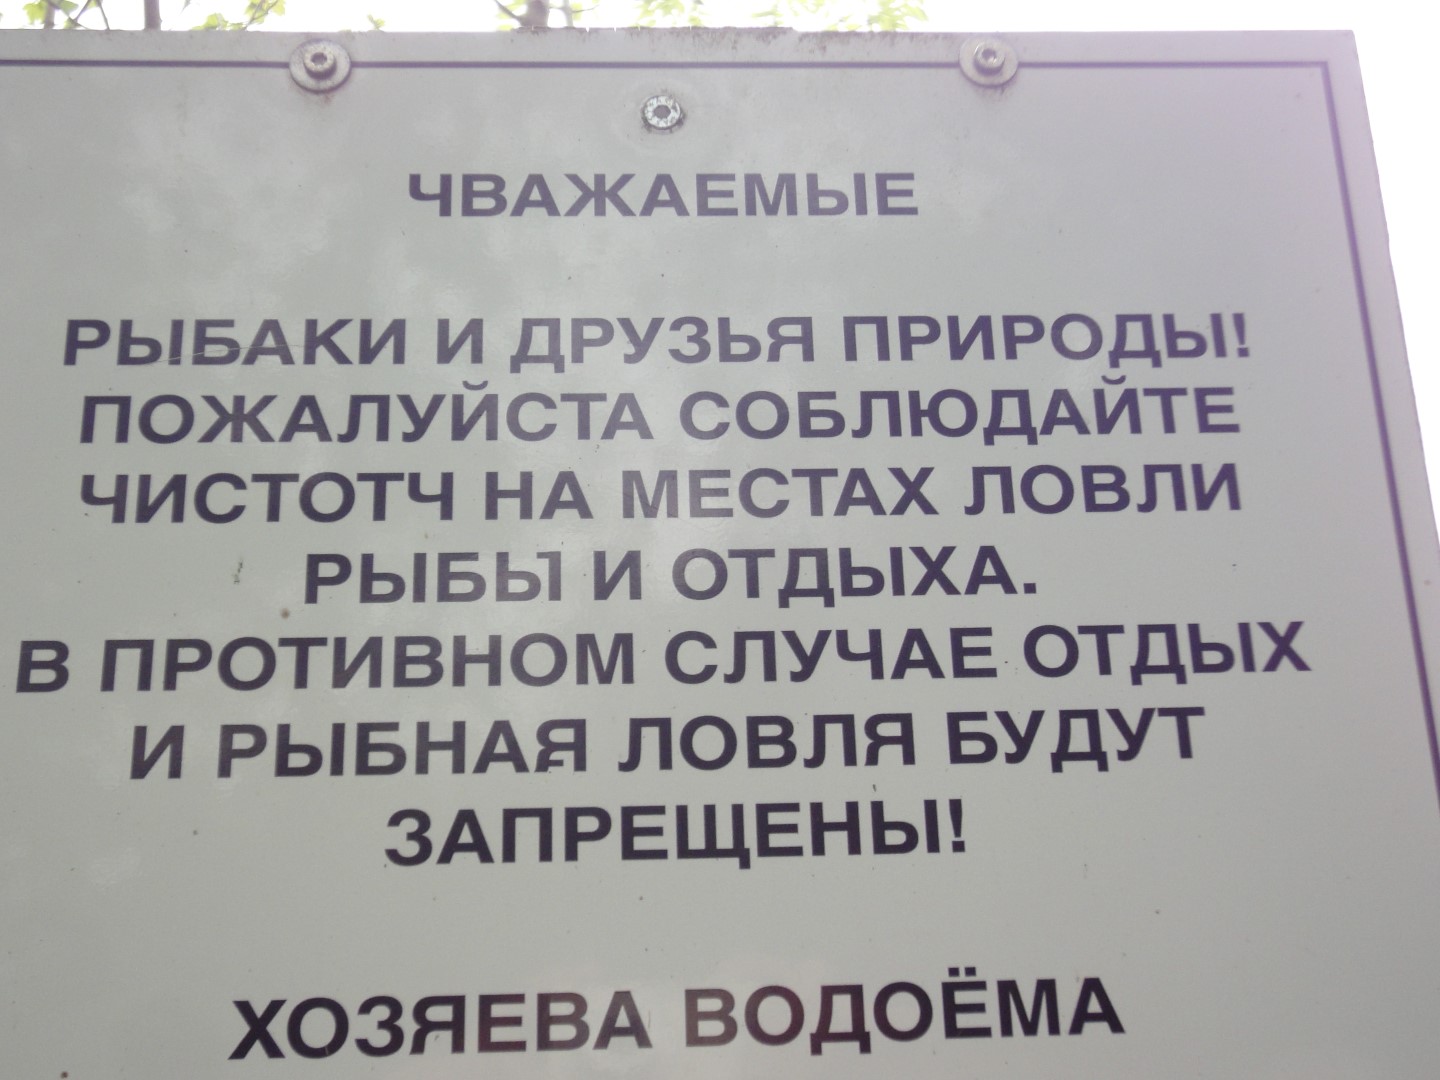 ЧВАЖАЕМЫЕ
РЫБАКИ И ДРУЗЬЯ ПРИРОДЫ!
ПОЖАЛУЙСТА СОБЛЮДАЙТЕ
ЧИСТОТЧ НА МЕСТАХ ЛОВЛИ
РЫБЫ И ОТДЫХА.
В ПРОТИВНОМ СЛУЧАЕ ОТДЫХ
И РЫБНАЯ ЛОВЛЯ БУДУТ
ЗАПРЕЩЕНЫ!
ХОЗЯЕВА ВОДОЁМА